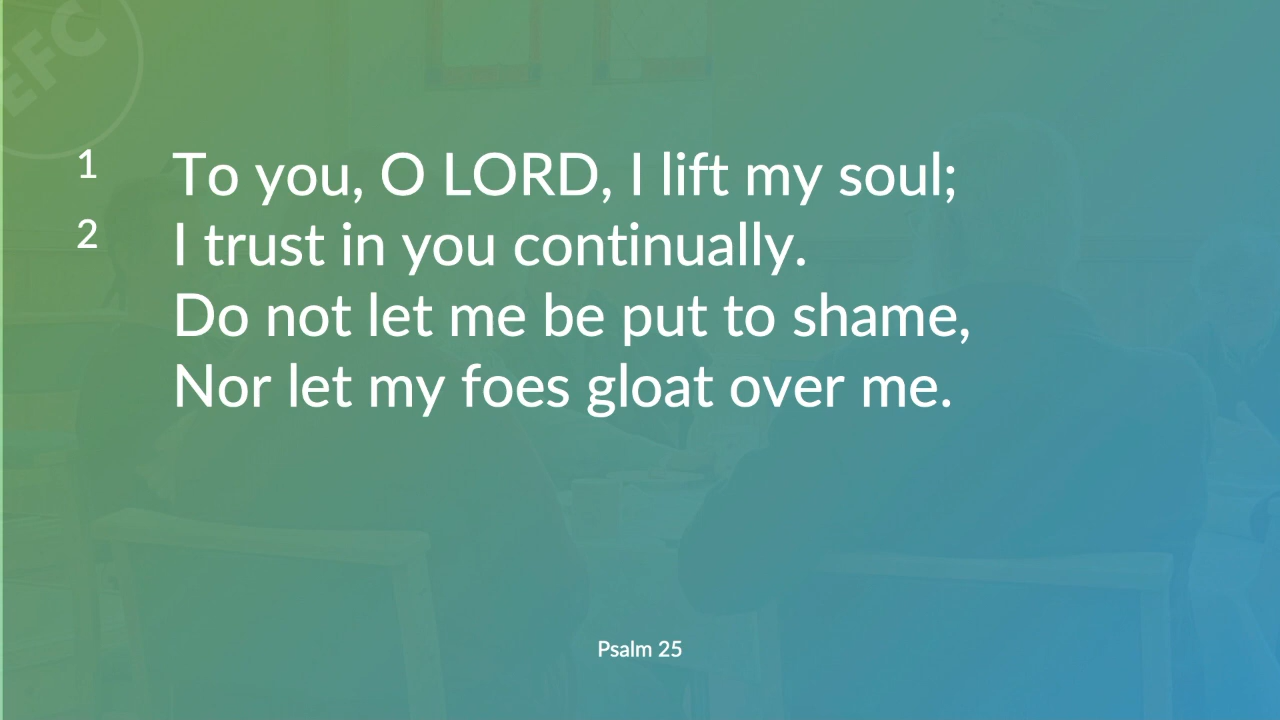 EFC
1 To you, O LORD, I lift my soul;
2 I trust in you continually.
Do not let me be put to shame,
Nor let my foes gloat over me.
Psalm 25